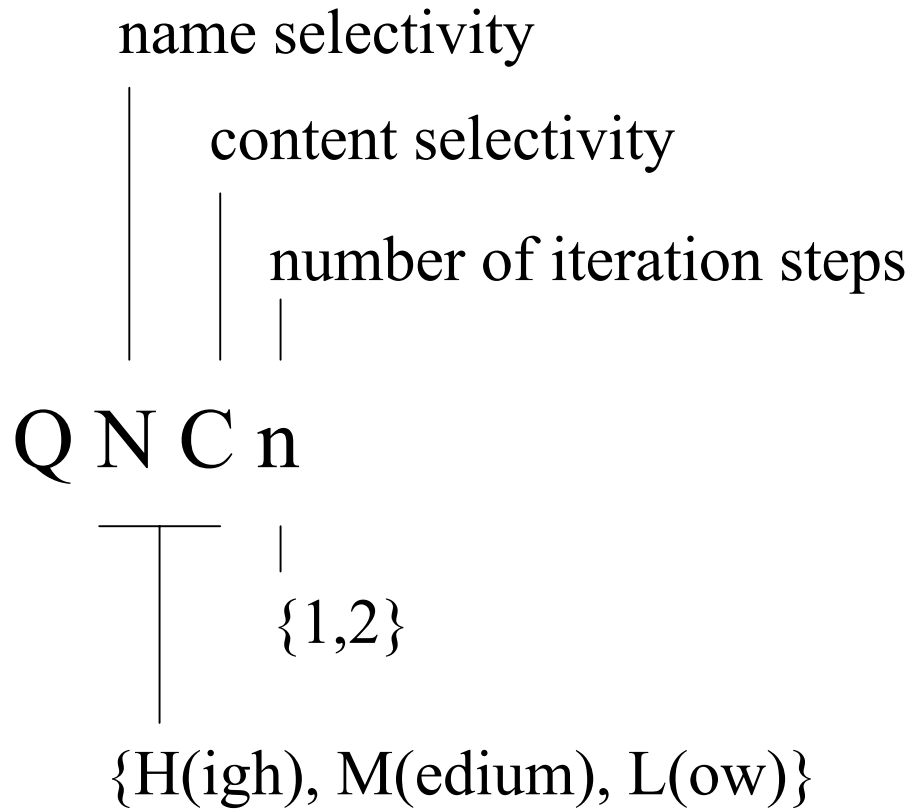 name selectivity
content selectivity
number of iteration steps
Q N C n
{1,2}
{H(igh), M(edium), L(ow)}